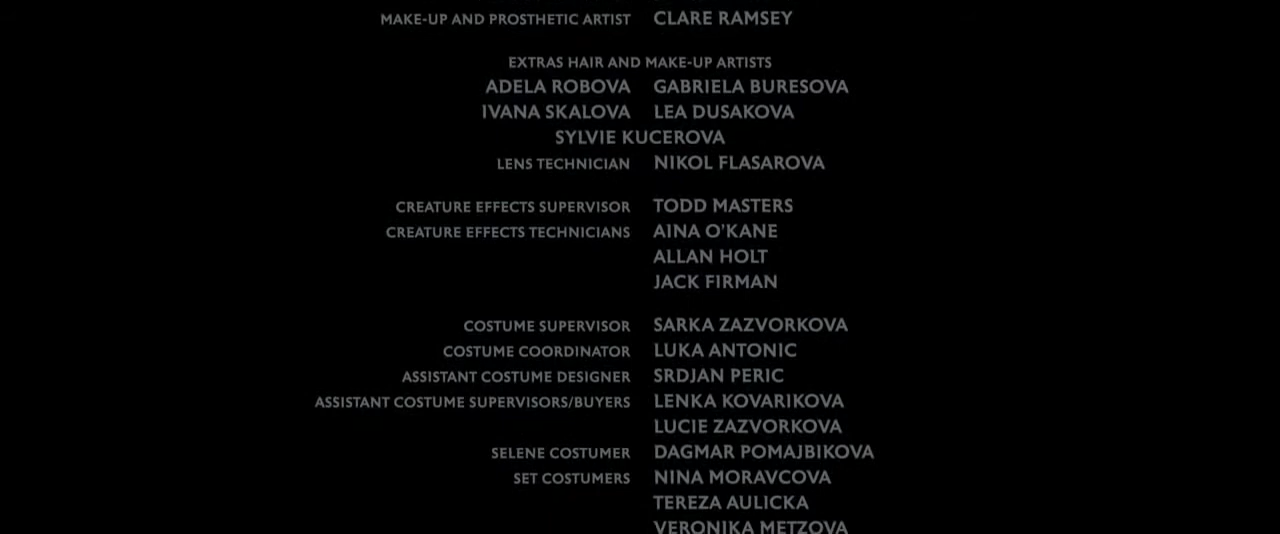 MAKE-UP AND PROSTHETIC ARTIST CLARE RAMSEY
EXTRAS HAIR AND MAKE-UP ARTISTS
ADELA ROBOVA GABRIELA BURESOVA
IVANA SKALOVA LEA DUSAKOVA
SYLVIE KUCEROVA
LENS TECHNICIAN NIKOL FLASAROVA
CREATURE EFFECTS SUPERVISOR TODD MASTERS
CREATURE EFFECTS TECHNICIANS AINA O'KANE
ALLAN HOLT
JACK FIRMAN
COSTUME SUPERVISOR SARKA ZAZVORKOVA
COSTUME COORDINATOR LUKA ANTONIC
ASSISTANT COSTUME DESIGNER SRDJAN PERIC
ASSISTANT COSTUME SUPERVISORS/BUYERS LENKA KOVARIKOVA
LUCIE ZAZVORKOVA
SELENE COSTUMER DAGMAR POMAJBIKOVA
SET COSTUMERS NINA MORAVCOVA
TEREZA AULICKA
VERONIKA METZOVA